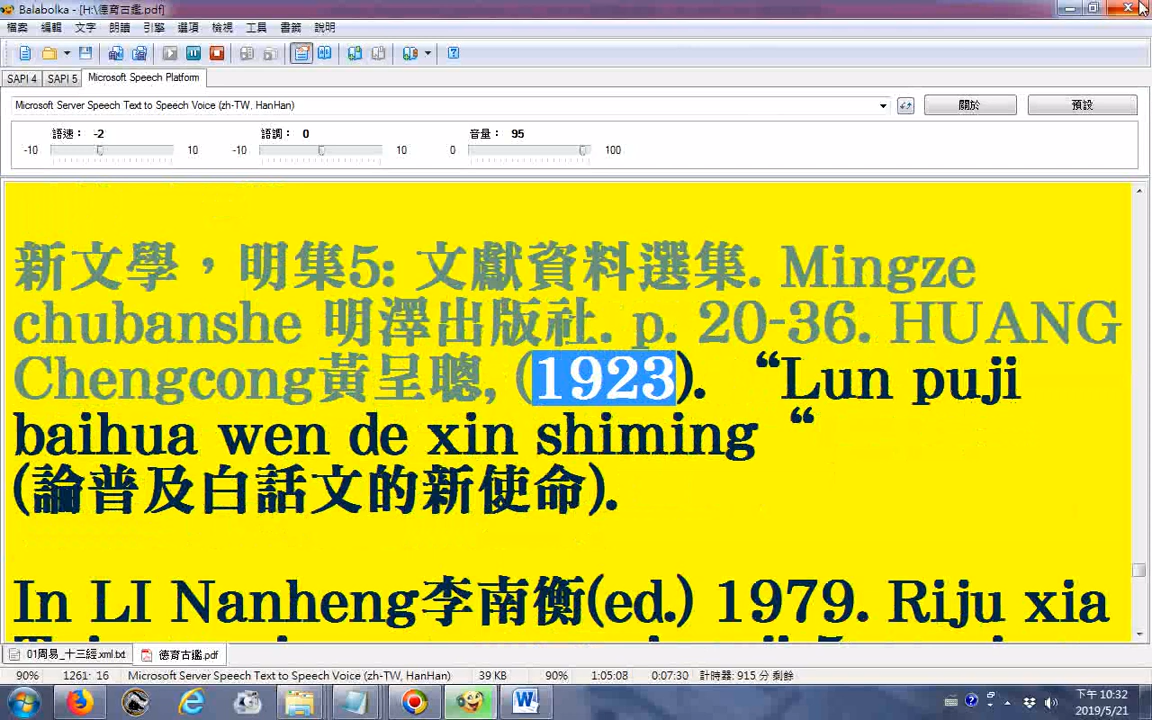 Balabolka - [H:\德育古鑑.pdf]
檔案 編輯 文字 朗讀 引擎 選項 檢視 工具 書籤 說明
SAPI 4 SAPI 5 Microsoft Speech Platform
Microsoft Server Speech Text to Speech Voice (zh-TW, HanHan) 關於 預設
語速： -2 語調： 0 音量： 95
-10 10 -10 10 0 100
新文學，明集5: 文獻資料選集. Mingze
chubanshe 明澤出版社. p. 20-36. HUANG
Chengcong黃呈聰, (1923). “Lun puji
baihua wen de xin shiming “
(論普及白話文的新使命).
In LI Nanheng李南衡(ed.) 1979. Riju xia
01周易_十三經.xml.txt 德育古鑑.pdf
90% 1261: 16 Microsoft Server Speech Text to Speech Voice (zh-TW, HanHan) 39 KB 90% 1:05:08 0:07:30 計時器: 915 分 剩餘
下午 10:32
2019/5/21